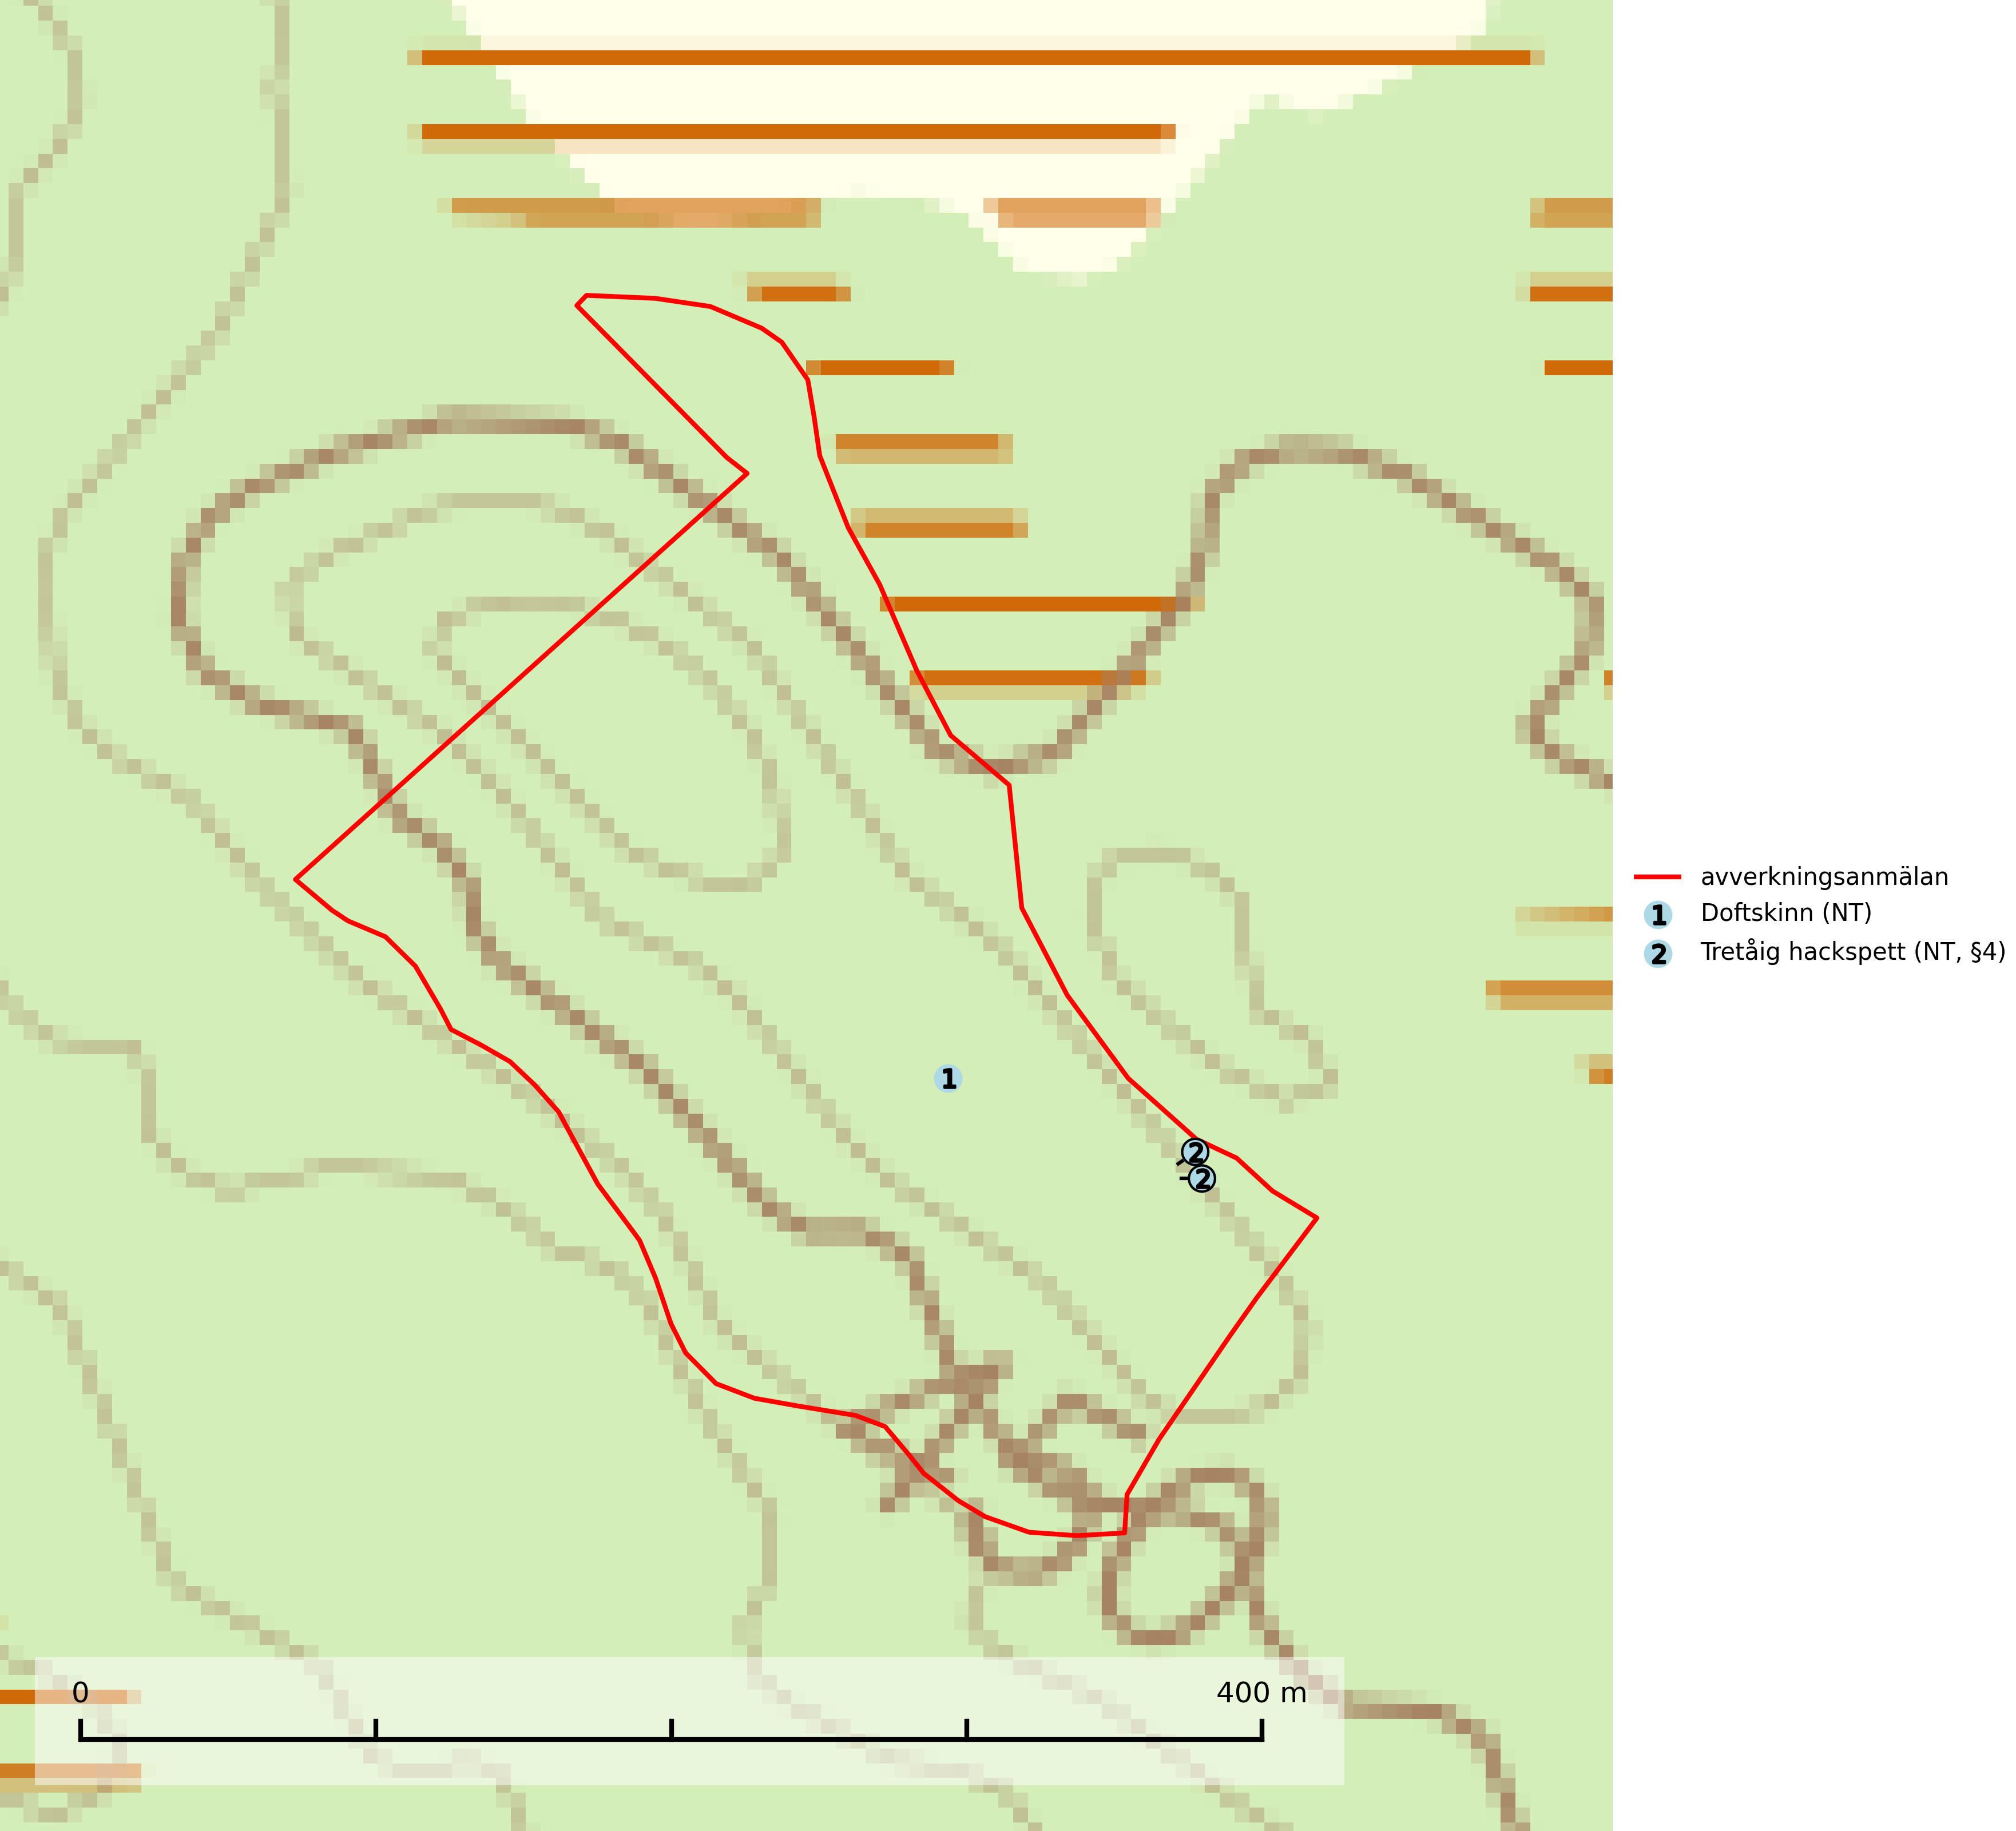 avverkningsanmälan
1 Doftskinn (NT)
2 Tretåig hackspett (NT, §4)
1
2
2
0 400 m